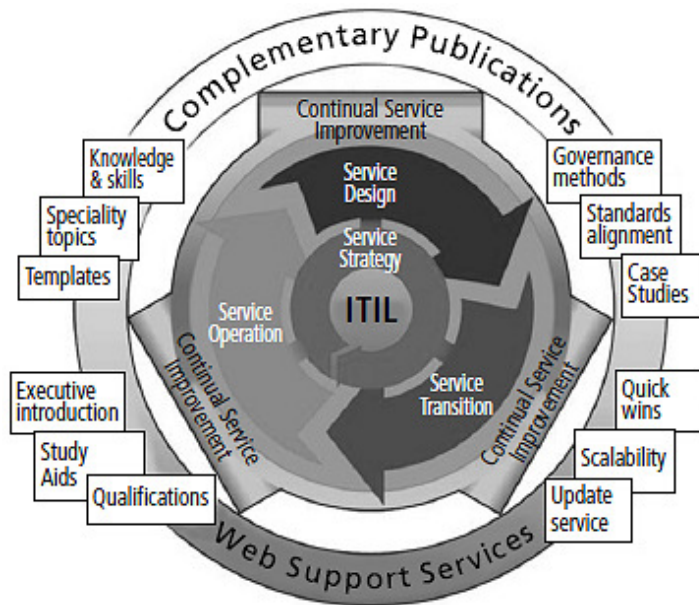 Complementary Publications
Continual Service
Improvement
Knowledge
& skills
Governance
methods
Service
Design
Speciality
topics
Standards
alignment
Service
Strategy
Templates
Case
Studies
ITIL
Service
Operation
Service
Transition
Continual Service
Improvement
Continual Service
Improvement
Executive
introduction
Quick
wins
Study
Aids
Scalability
Qualifications
Update
service
Web Support Services